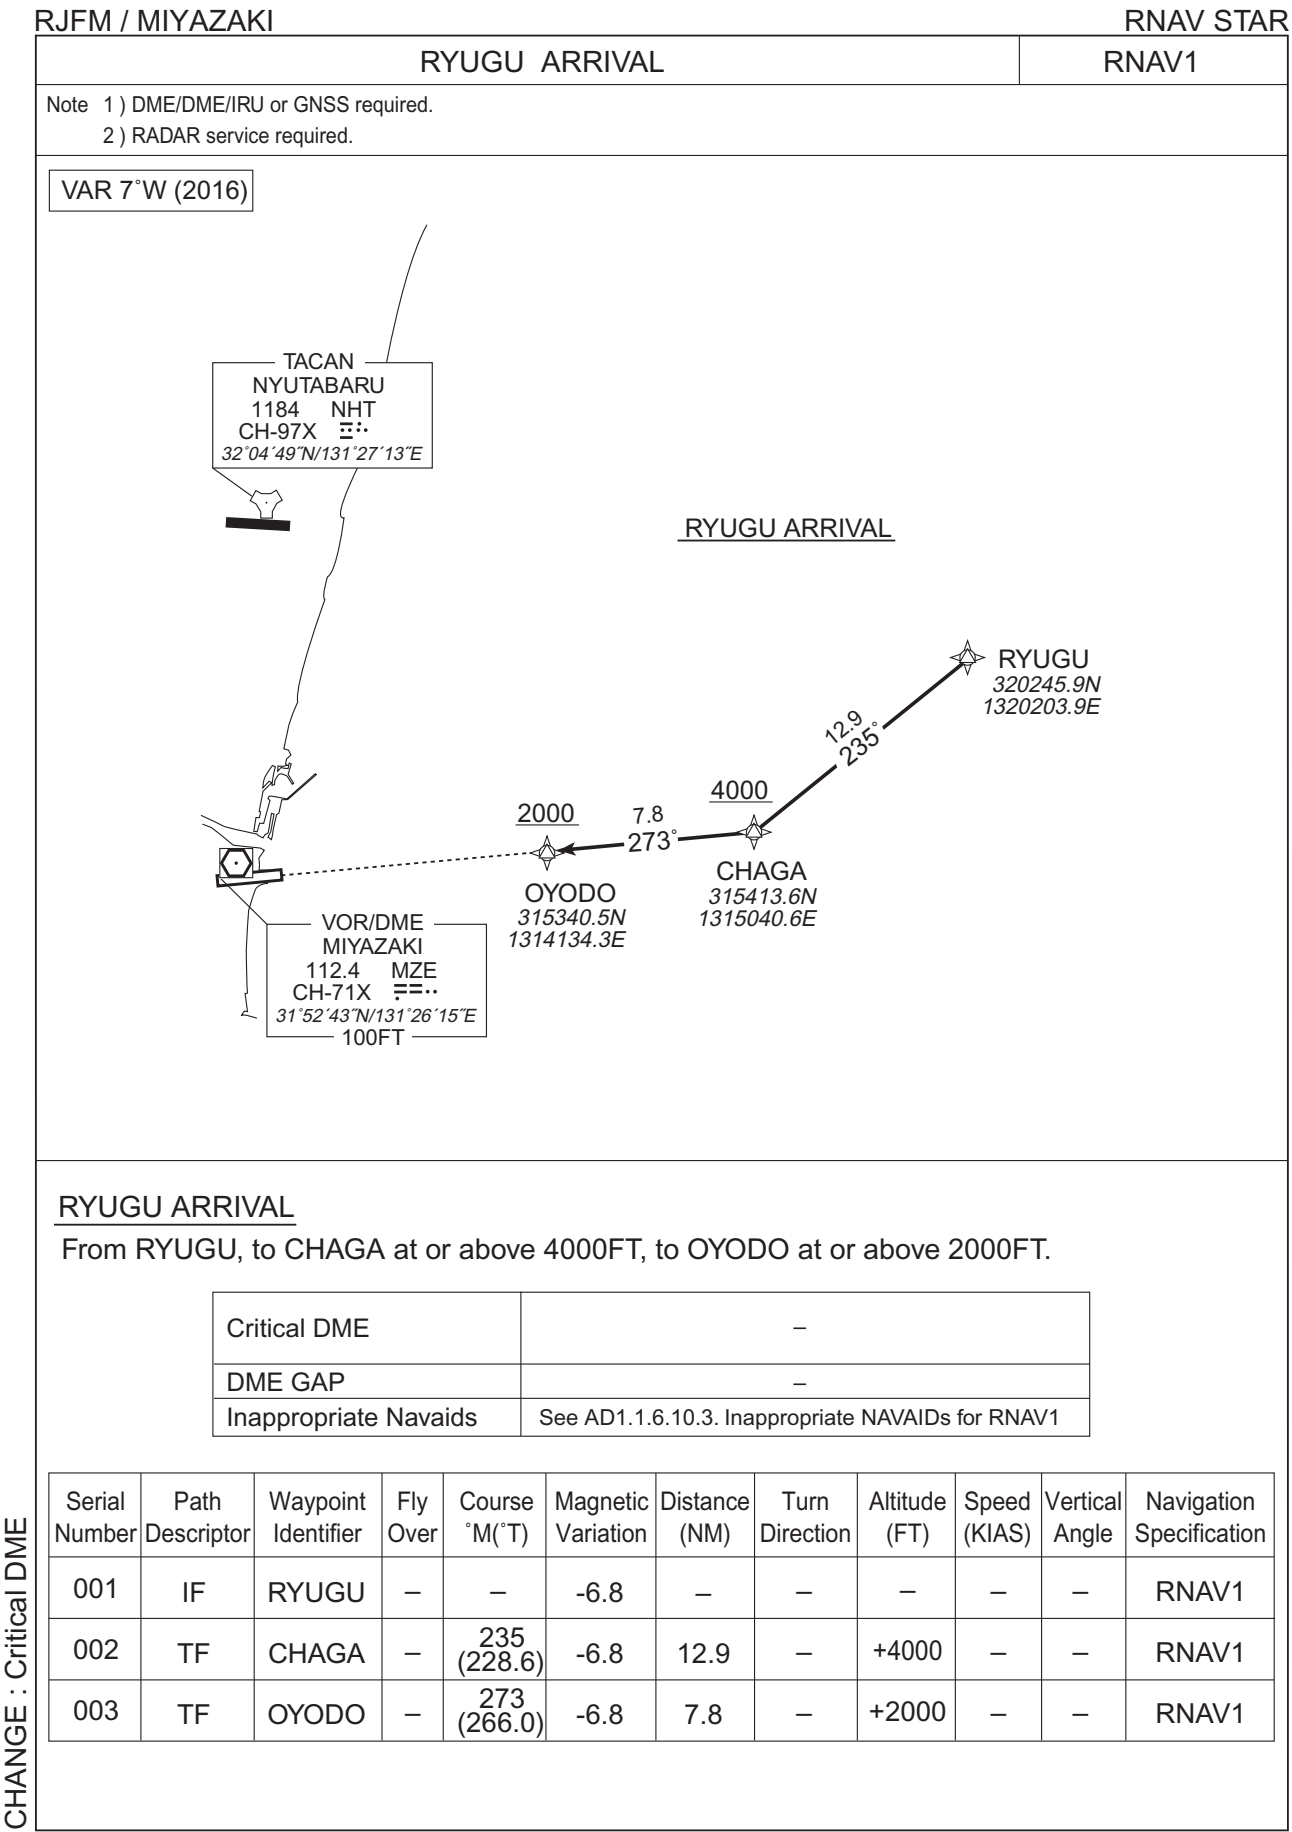 RJFM / MIYAZAKI
RNAV STAR
RYUGU ARRIVAL
RNAV1
Note 1 ) DME/DME/IRU or GNSS required.
2 ) RADAR service required.
VAR 7˚W (2016)
TACAN
NYUTABARU
1184 NHT
CH-97X
32˚04´49˝N/131˚27´13˝E
RYUGU ARRIVAL
RYUGU
320245.9N
1320203.9E
12.9
235˚
4000
2000
7.8
273˚
CHAGA
315413.6N
1315040.6E
OYODO
315340.5N
1314134.3E
VOR/DME
MIYAZAKI
112.4 MZE
CH-71X
31˚52´43˝N/131˚26´15˝E
100FT
RYUGU ARRIVAL
From RYUGU, to CHAGA at or above 4000FT, to OYODO at or above 2000FT.
Critical DME –
DME GAP –
Inappropriate Navaids See AD1.1.6.10.3. Inappropriate NAVAIDs for RNAV1
Serial Path Waypoint Fly Course Magnetic Distance Turn Altitude Speed Vertical Navigation
Number Descriptor Identifier Over ˚M(˚T) Variation (NM) Direction (FT) (KIAS) Angle Specification
001 IF RYUGU – – -6.8 – – – – – RNAV1
002 TF CHAGA – 235 (228.6) -6.8 12.9 – +4000 – – RNAV1
003 TF OYODO – 273 (266.0) -6.8 7.8 – +2000 – – RNAV1
CHANGE : Critical DME